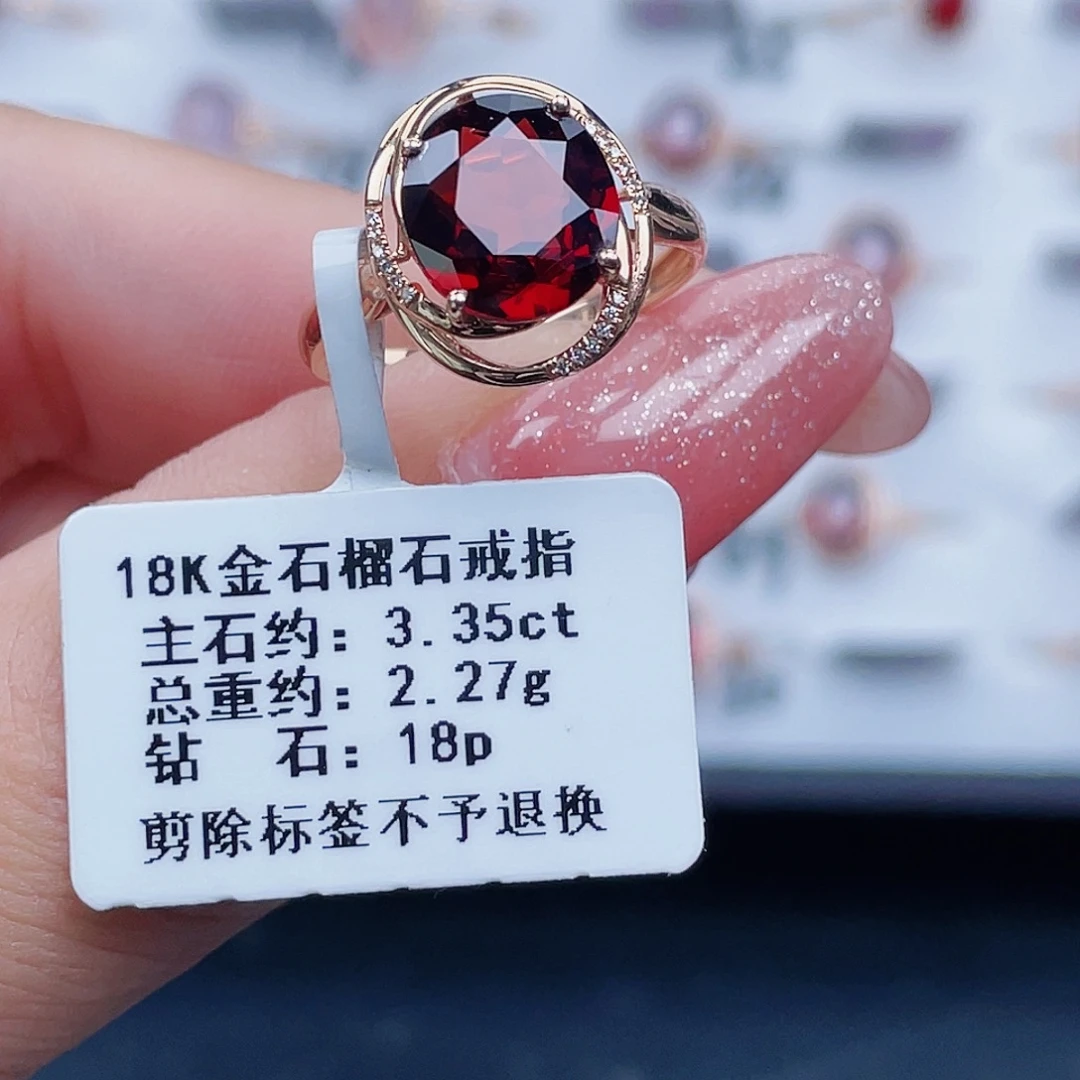 18K金石榴石戒指
主石约：3.35ct
总重约：2.27g
钻 石：18p
剪除标签不予退换